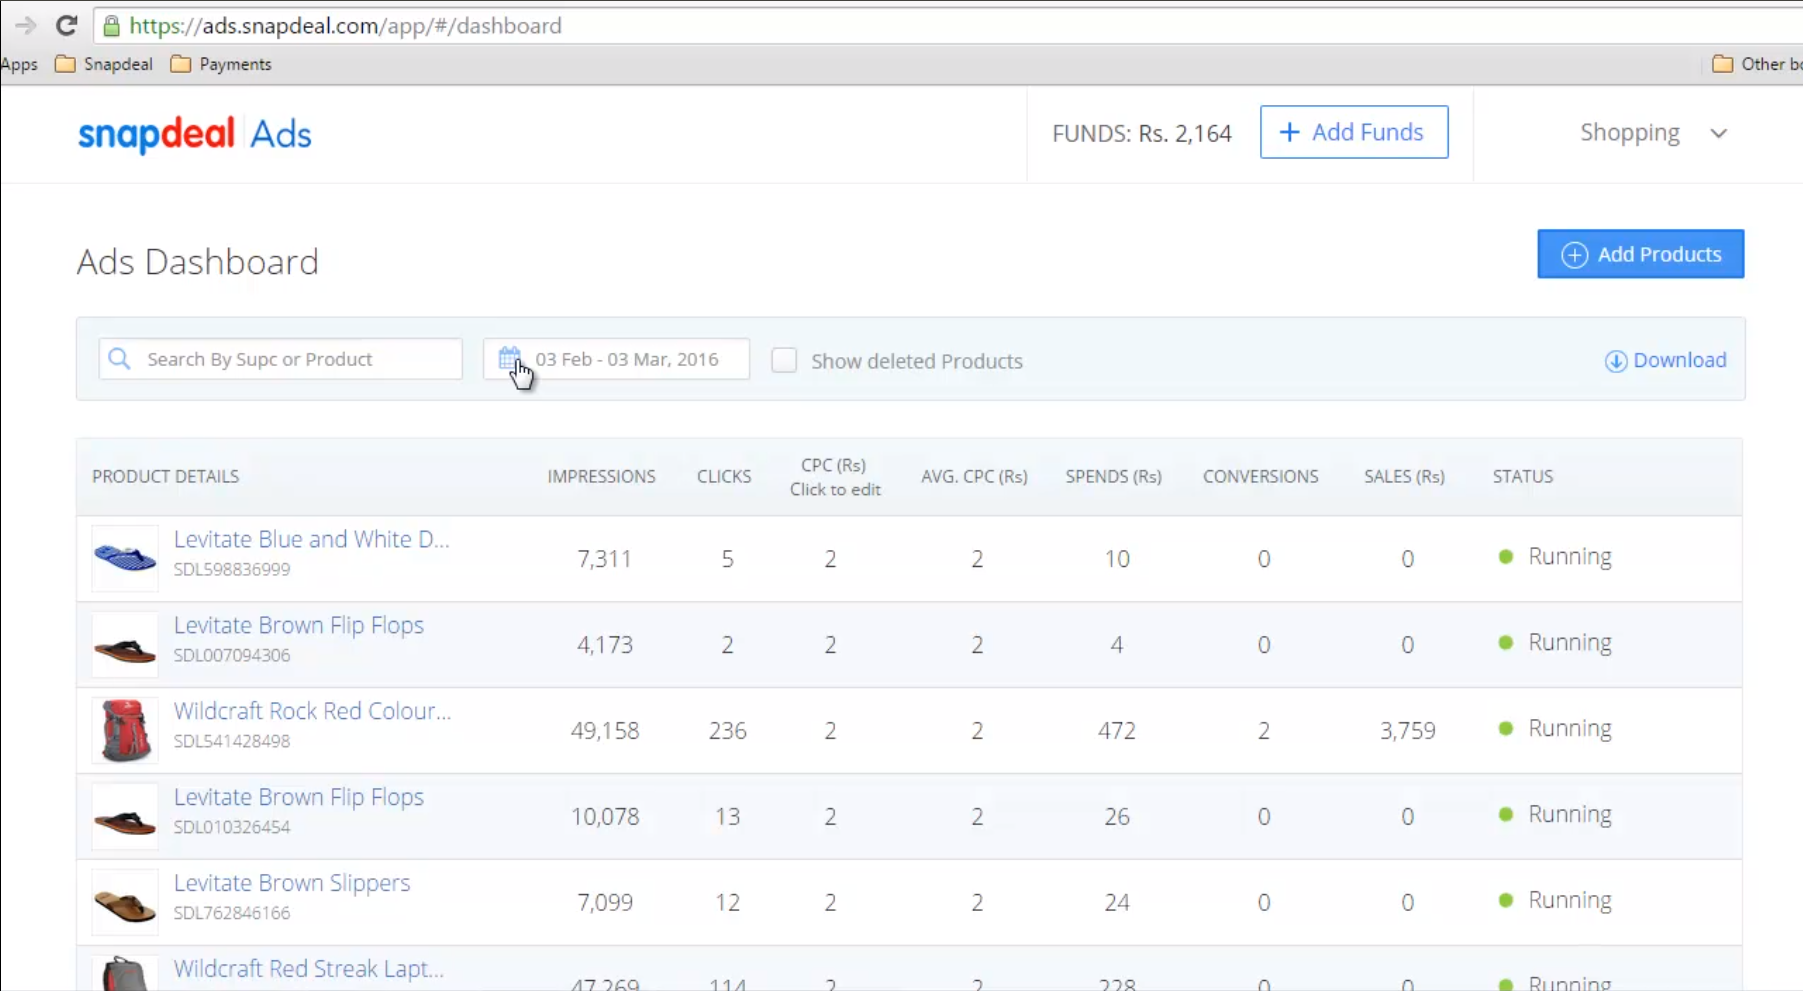 https://ads.snapdeal.com/app/#/dashboard
Apps Snapdeal Payments Other bo
snapdeal Ads FUNDS: Rs. 2,164 + Add Funds Shopping
Ads Dashboard + Add Products
Search By Supc or Product 03 Feb - 03 Mar, 2016 Show deleted Products Download
PRODUCT DETAILS IMPRESSIONS CLICKS CPC (Rs) Click to edit AVG. CPC (Rs) SPENDS (Rs) CONVERSIONS SALES (Rs) STATUS
Levitate Blue and White D...
SDL598836999
7,311 5 2 2 10 0 0 Running
Levitate Brown Flip Flops
SDL007094306
4,173 2 2 2 4 0 0 Running
Wildcraft Rock Red Colour...
SDL541428498
49,158 236 2 2 472 2 3,759 Running
Levitate Brown Flip Flops
SDL010326454
10,078 13 2 2 26 0 0 Running
Levitate Brown Slippers
SDL762846166
7,099 12 2 2 24 0 0 Running
Wildcraft Red Streak Lapt...
47,269 114 2 2 228 0 0 Running